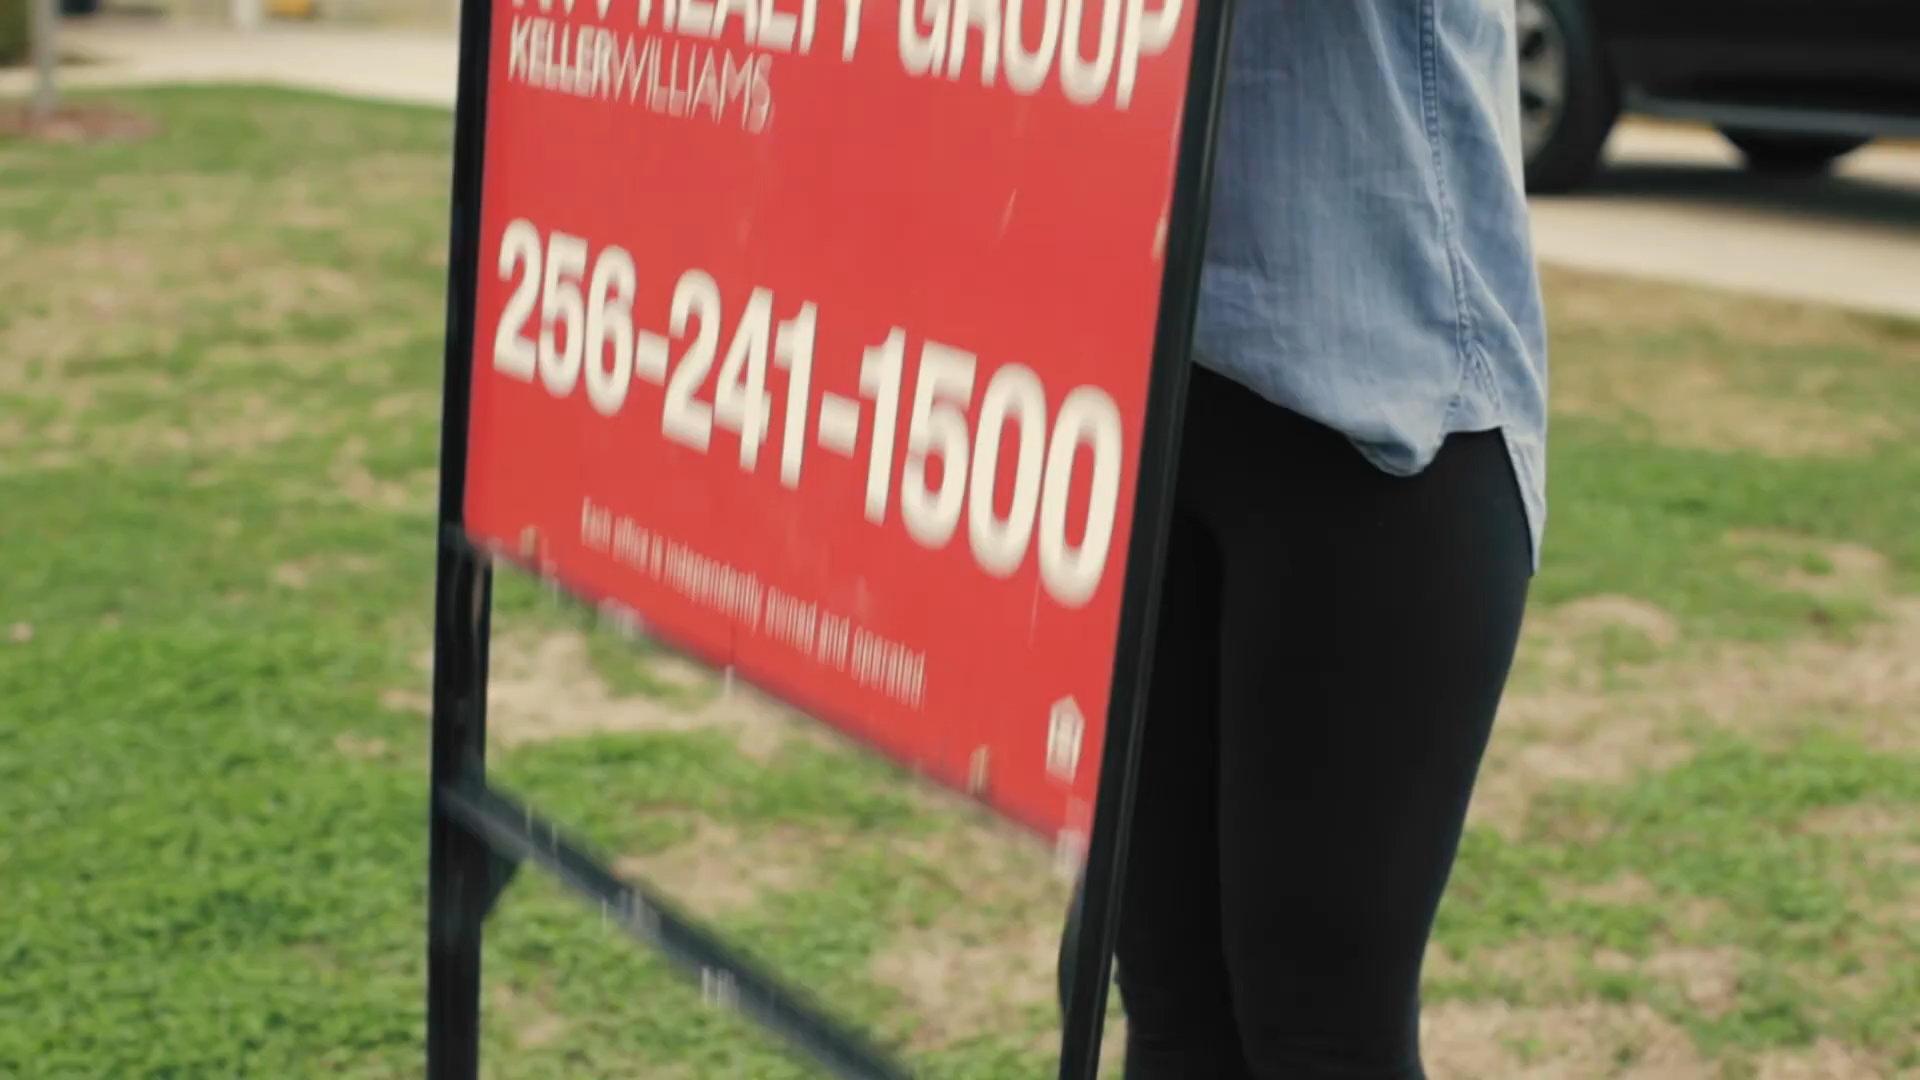 REALTY GROUP
KELLERWILLIAMS
256-241-1500
Each office is independently owned and operated.